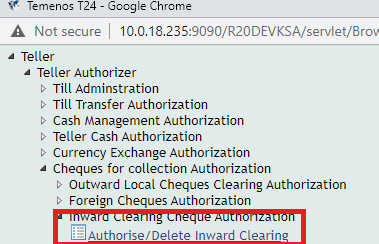 Temenos T24 - Google Chrome
Not secure 10.0.18.235:9090/R20DEVKSA/servlet/Brow
Teller
Teller Authorizer
Till Adminstration
Till Transfer Authorization
Cash Management Authorization
Teller Cash Authorization
Currency Exchange Authorization
Cheques for collection Authorization
Outward Local Cheques Clearing Authorization
Foreign Cheques Authorization
Inward Clearing Cheque Authorization
Authorise/Delete Inward Clearing